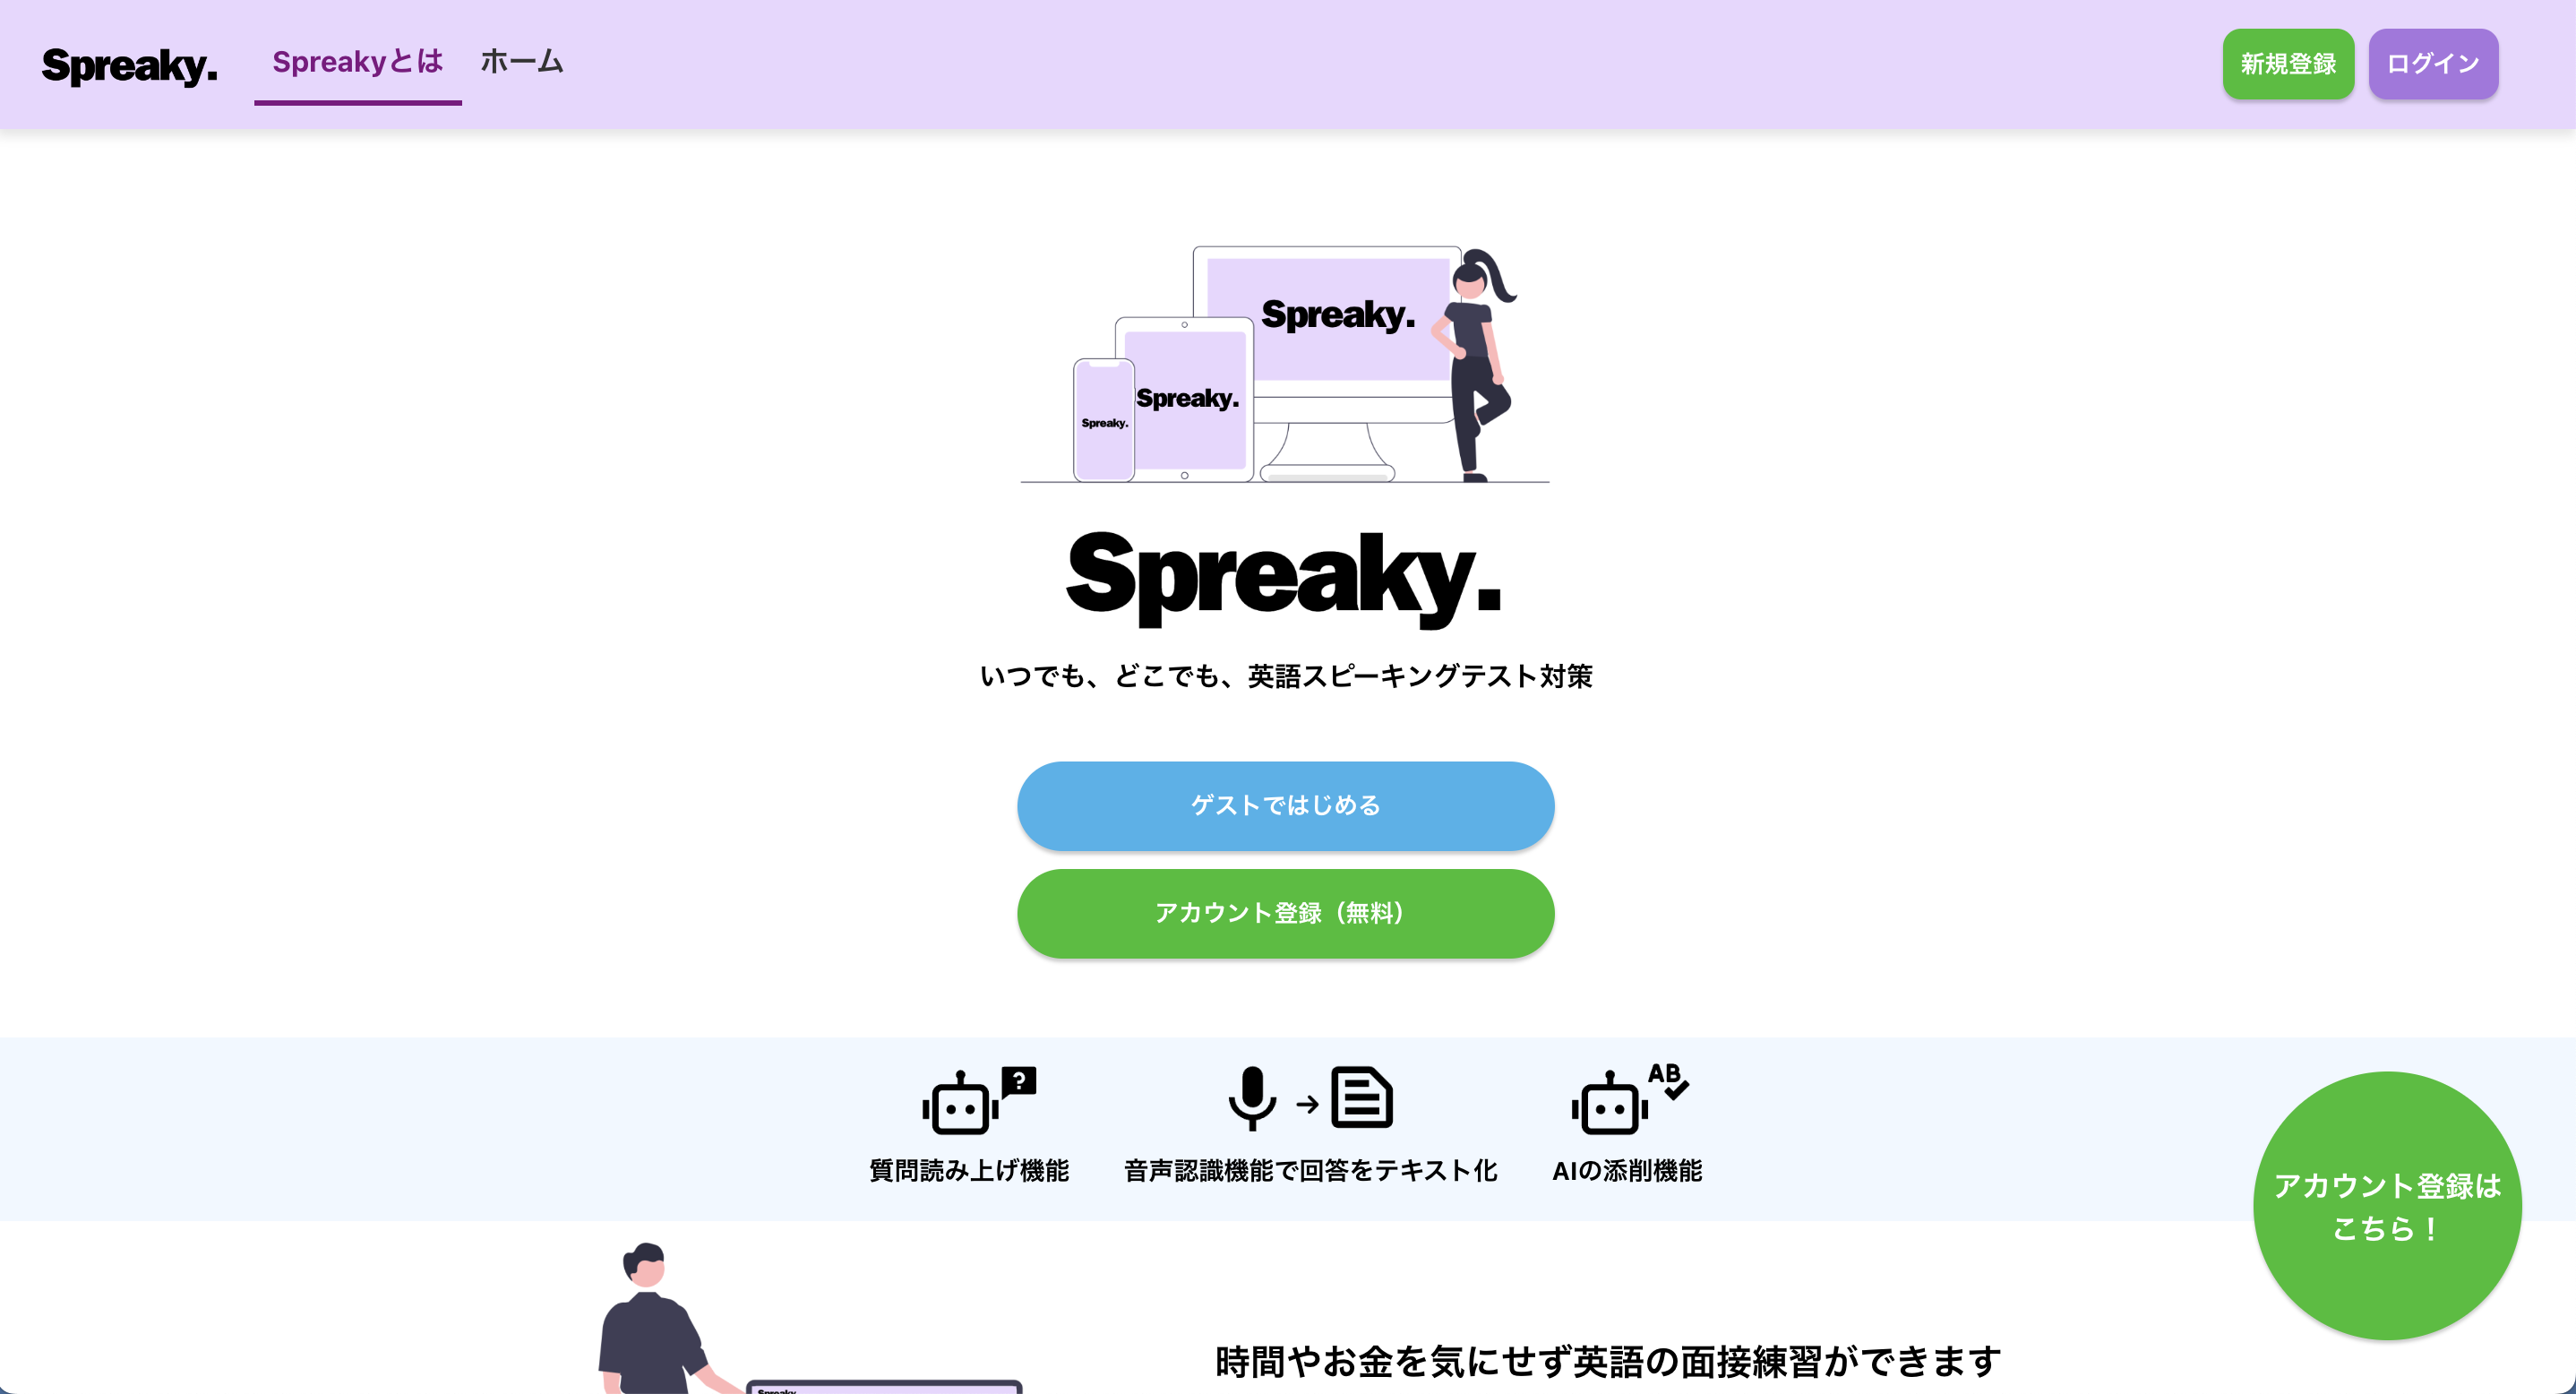 Spreaky.
Spreakyとは
ホーム
新規登録
ログイン
Spreaky.
Spreaky.
Spreaky.
Spreaky.
いつでも、どこでも、英語スピーキングテスト対策
ゲストではじめる
アカウント登録（無料）
?
AB
質問読み上げ機能
音声認識機能で回答をテキスト化
AIの添削機能
アカウント登録は
こちら！
時間やお金を気にせず英語の面接練習ができます